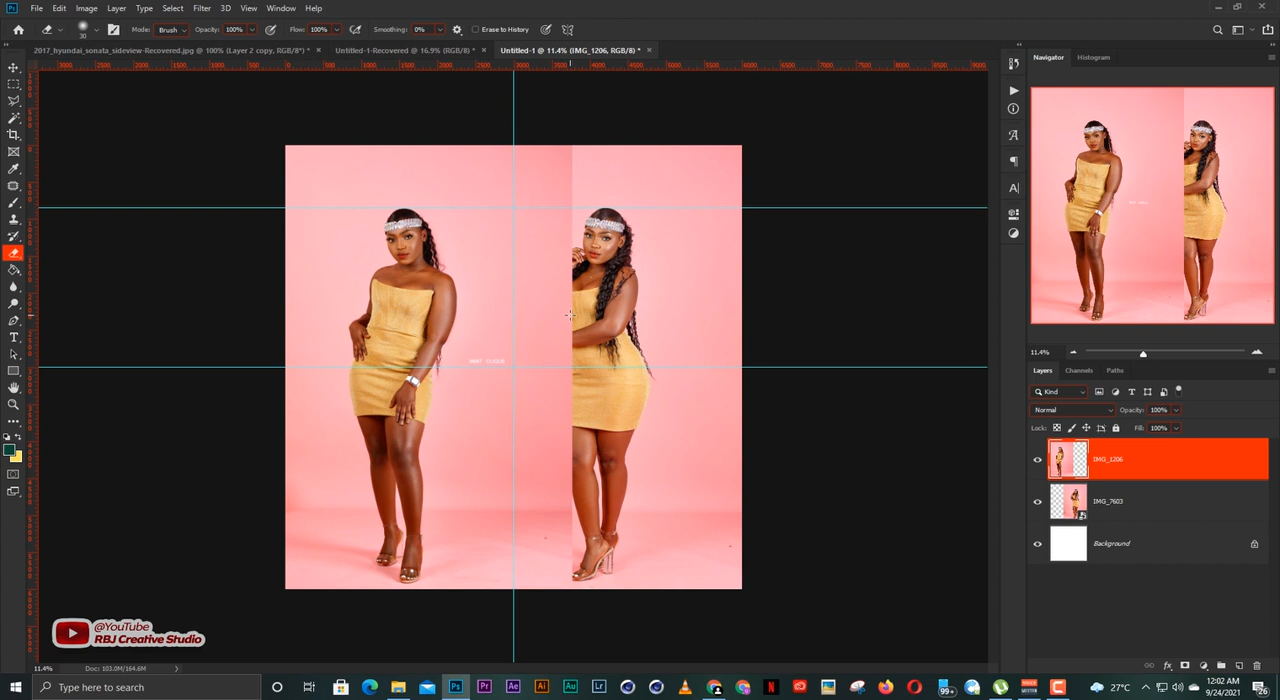 File Edit Image Layer Type Select Filter 3D View Window Help
Mode: Brush Opacity: 100% Flow: 100% Smoothing: 0% Erase to History
30
2017_hyundai_sonata_sideview-Recovered.jpg @ 100% (Layer 2 copy, RGB/8*) * × Untitled-1-Recovered @ 16.9% (RGB/8) * × Untitled-1 @ 11.4% (IMG_1206, RGB/8) * ×
Navigator Histogram
11.4%
Layers Channels Paths
Kind
Normal Opacity: 100%
Lock: Fill: 100%
IMG_1206
IMG_7603
Background
@YouTube
RBJ Creative Studio
11.4% Doc: 103.0M/164.6M
Type here to search
99+
27°C
12:02 AM
9/24/2021